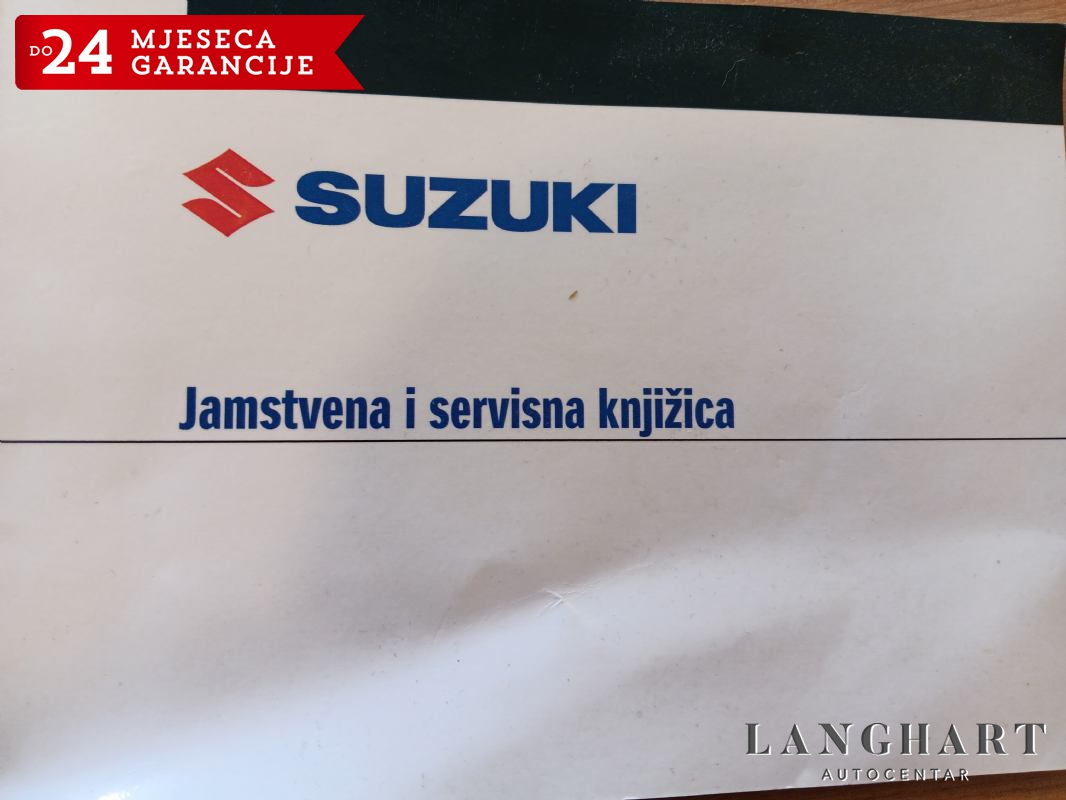 DO 24 MJESECA
GARANCIJE
SUZUKI
Jamstvena i servisna knjižica
LANGHART
AUTOCENTAR